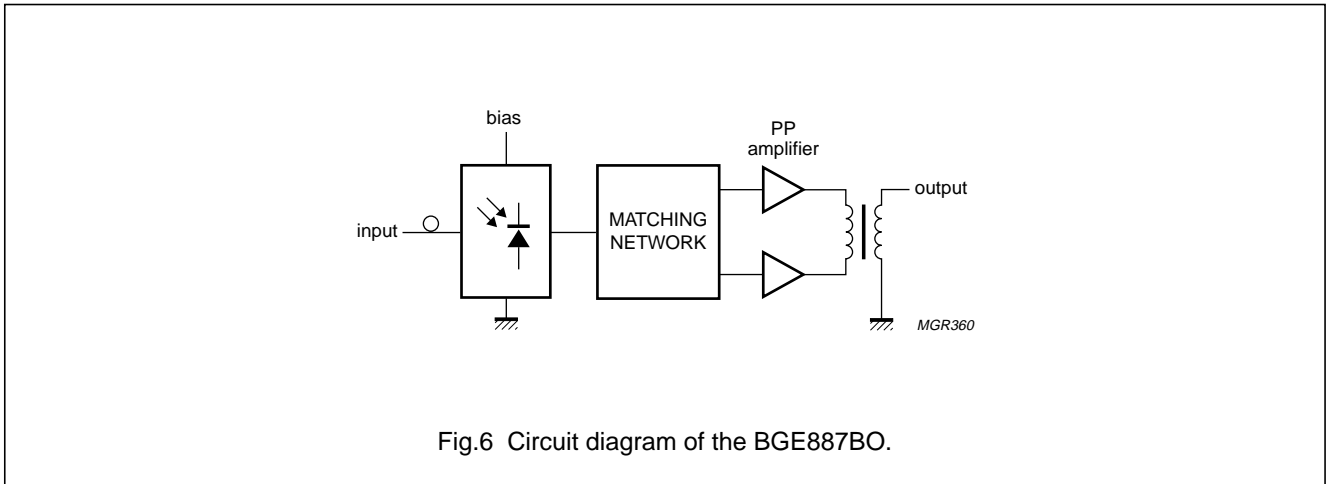 bias
PP
amplifier
output
input
MATCHING
NETWORK
MGR360
Fig.6 Circuit diagram of the BGE887BO.